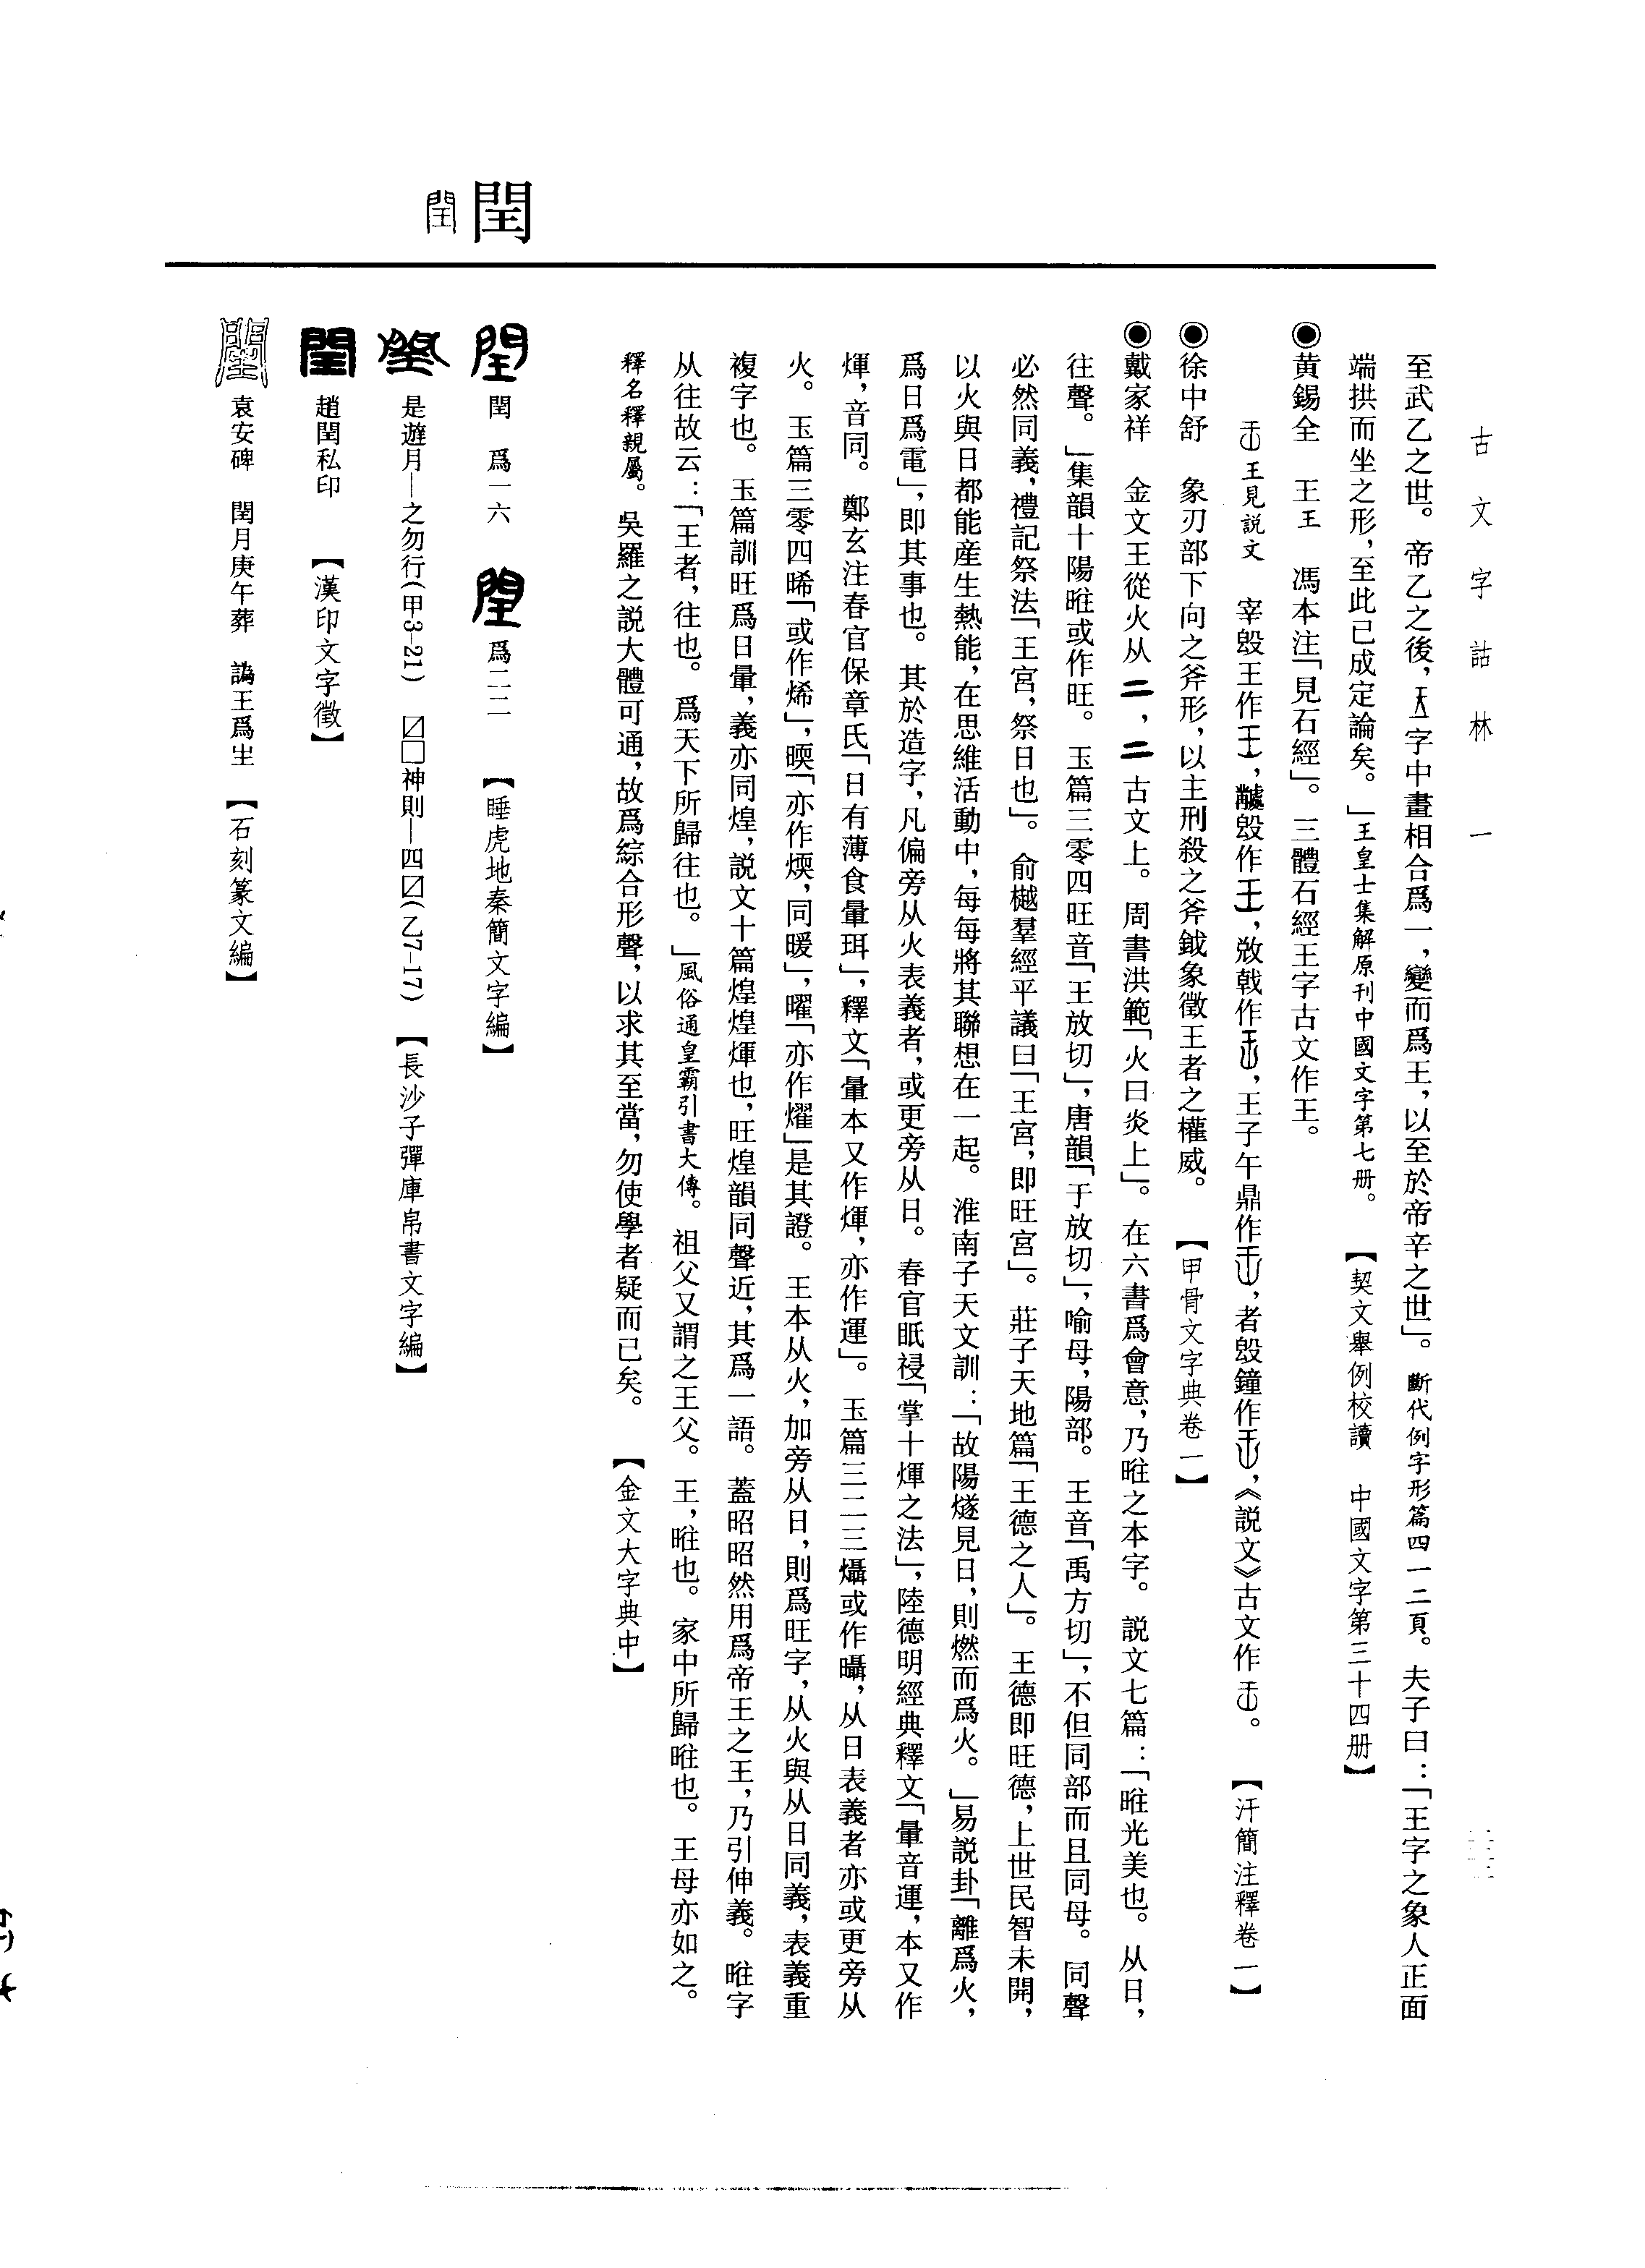 古文字詁林 一
至武乙之世。帝乙之後，字中畫相合爲一，變而爲王，以至於帝辛之世」。斷代例字形篇四一二頁。夫子曰：「王字之象人正面
端拱而坐之形，至此已成定論矣。」王皇士集解原刊中國文字第七册。【契文舉例校讀 中國文字第三十四册】
◉黄錫全 王王 馮本注「見石經」。三體石經王字古文作王。
王見説文 宰𣪘王作，𣪘作，敚戟作，王子午鼎作，者𣪘鐘作，《説文》古文作。【汗簡注釋卷一】
◉徐中舒 象刃部下向之斧形，以主刑殺之斧鉞象徵王者之權威。【甲骨文字典卷一】
◉戴家祥 金文王從火从二，二古文上。周書洪範「火曰炎上」。在六書爲會意，乃暀之本字。説文七篇：「暀光美也。从日，
往聲。」集韻十陽暀或作旺。玉篇三零四旺音「王放切」，唐韻「于放切」，喻母，陽部。王音「禹方切」，不但同部而且同母。同聲
必然同義，禮記祭法「王宮，祭日也」。俞樾羣經平議曰「王宮，即旺宮」。莊子天地篇「王德之人」。王德即旺德，上世民智未開，
以火與日都能産生熱能，在思維活動中，每每將其聯想在一起。淮南子天文訓：「故陽燧見日，則燃而爲火。」易説卦「離爲火，
爲日爲電」，即其事也。其於造字，凡偏旁从火表義者，或更旁从日。春官眂祲「掌十煇之法」，陸德明經典釋文「暈音運，本又作
煇，音同。鄭玄注春官保章氏「日有薄食暈珥」，釋文「暈本又作煇，亦作運」。玉篇三二三爞或作，从日表義者亦或更旁从
火。玉篇三零四晞「或作烯」，㬉「亦作煗，同暖」，曜「亦作燿」是其證。王本从火，加旁从日，則爲旺字，从火與从日同義，表義重
複字也。玉篇訓旺爲日暈，義亦同煌，説文十篇煌煌煇也，旺煌韻同聲近，其爲一語。蓋昭昭然用爲帝王之王，乃引伸義。暀字
从往故云：「王者，往也。爲天下所歸往也。」風俗通皇霸引書大傳。祖父又謂之王父。王，暀也。家中所歸暀也。王母亦如之。
釋名釋親屬。吳羅之説大體可通，故爲綜合形聲，以求其至當，勿使學者疑而已矣。【金文大字典中】
閏 閏
閏 爲一六 爲二二 【睡虎地秦簡文字編】
是遊月—之勿行（甲3—21） 〼□神則—四〼（乙7—17） 【長沙子彈庫帛書文字編】
趙閏私印 【漢印文字徵】
袁安碑 閏月庚午葬 譌王爲㞷 【石刻篆文編】